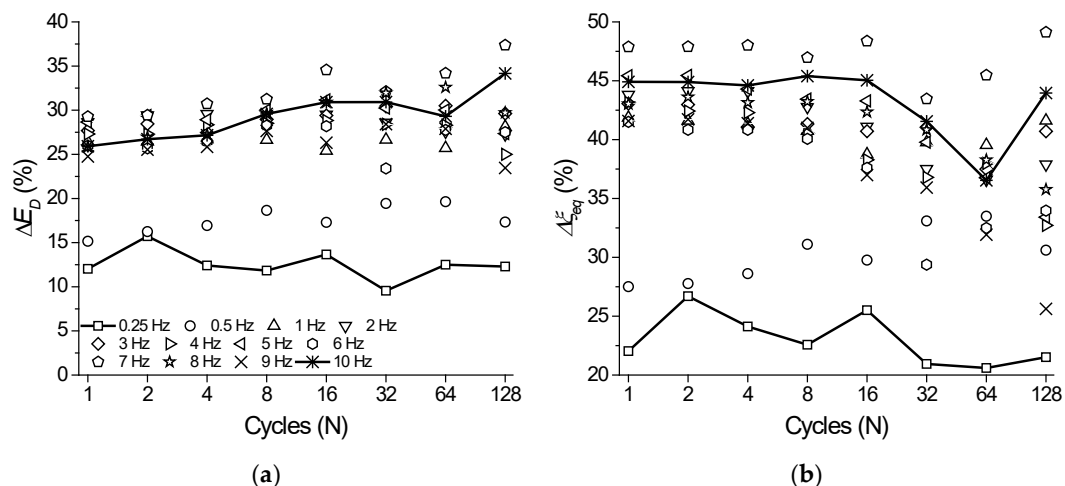 (a)
ΔE_D (%)
40
35
30
25
20
15
10
5
0
0.25 Hz 0.5 Hz 1 Hz 2 Hz
3 Hz 4 Hz 5 Hz 6 Hz
7 Hz 8 Hz 9 Hz 10 Hz
1 2 4 8 16 32 64 128
Cycles (N)
(a)
(b)
Δξ_eq (%)
50
45
40
35
30
25
20
1 2 4 8 16 32 64 128
Cycles (N)
(b)